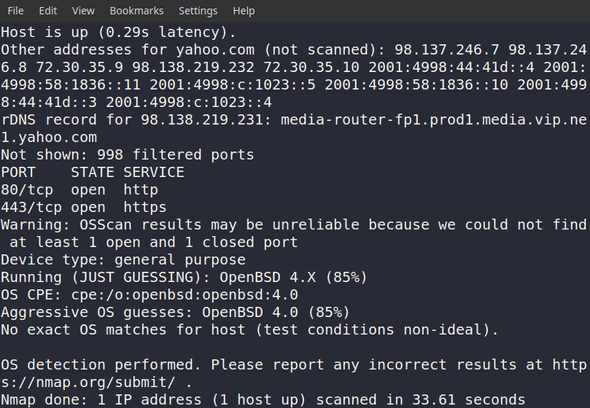 File Edit View Bookmarks Settings Help
Host is up (0.29s latency).
Other addresses for yahoo.com (not scanned): 98.137.246.7 98.137.24
6.8 72.30.35.9 98.138.219.232 72.30.35.10 2001:4998:44:41d::4 2001:
4998:58:1836::11 2001:4998:c:1023::5 2001:4998:58:1836::10 2001:499
8:44:41d::3 2001:4998:c:1023::4
rDNS record for 98.138.219.231: media-router-fp1.prod1.media.vip.ne
1.yahoo.com
Not shown: 998 filtered ports
PORT    STATE SERVICE
80/tcp  open  http
443/tcp open  https
Warning: OSScan results may be unreliable because we could not find
 at least 1 open and 1 closed port
Device type: general purpose
Running (JUST GUESSING): OpenBSD 4.X (85%)
OS CPE: cpe:/o:openbsd:openbsd:4.0
Aggressive OS guesses: OpenBSD 4.0 (85%)
No exact OS matches for host (test conditions non-ideal).
OS detection performed. Please report any incorrect results at http
s://nmap.org/submit/ .
Nmap done: 1 IP address (1 host up) scanned in 33.61 seconds